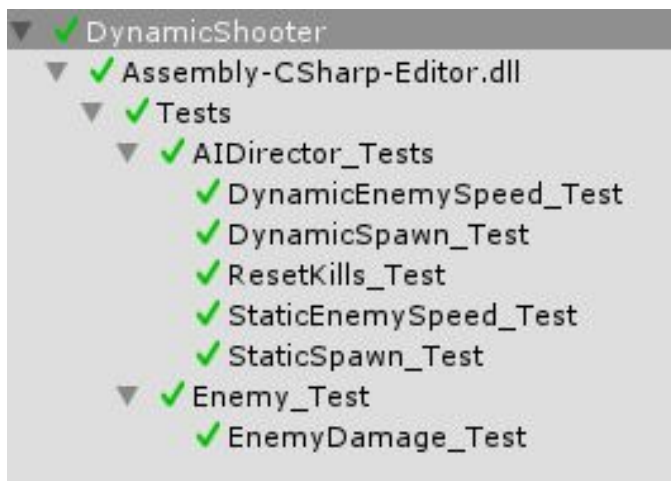 DynamicShooter
Assembly-CSharp-Editor.dll
Tests
AIDirector_Tests
DynamicEnemySpeed_Test
DynamicSpawn_Test
ResetKills_Test
StaticEnemySpeed_Test
StaticSpawn_Test
Enemy_Test
EnemyDamage_Test